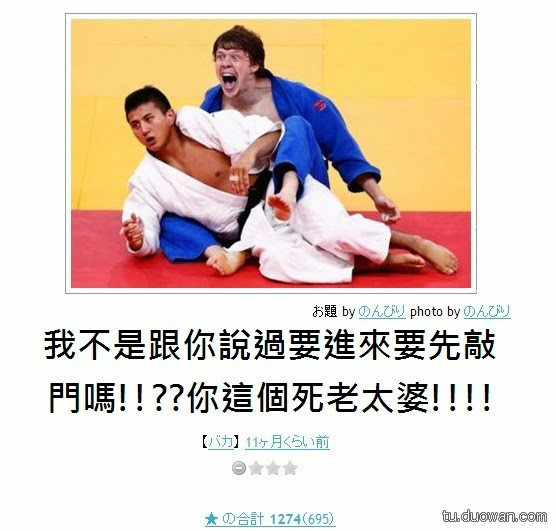 お題 by のんびり photo by のんびり
我不是跟你說過要進來要先敲
門嗎!!??你這個死老太婆!!!!
【バカ】 11ヶ月くらい前
★ の合計 1274(695)
tu.duowan.com